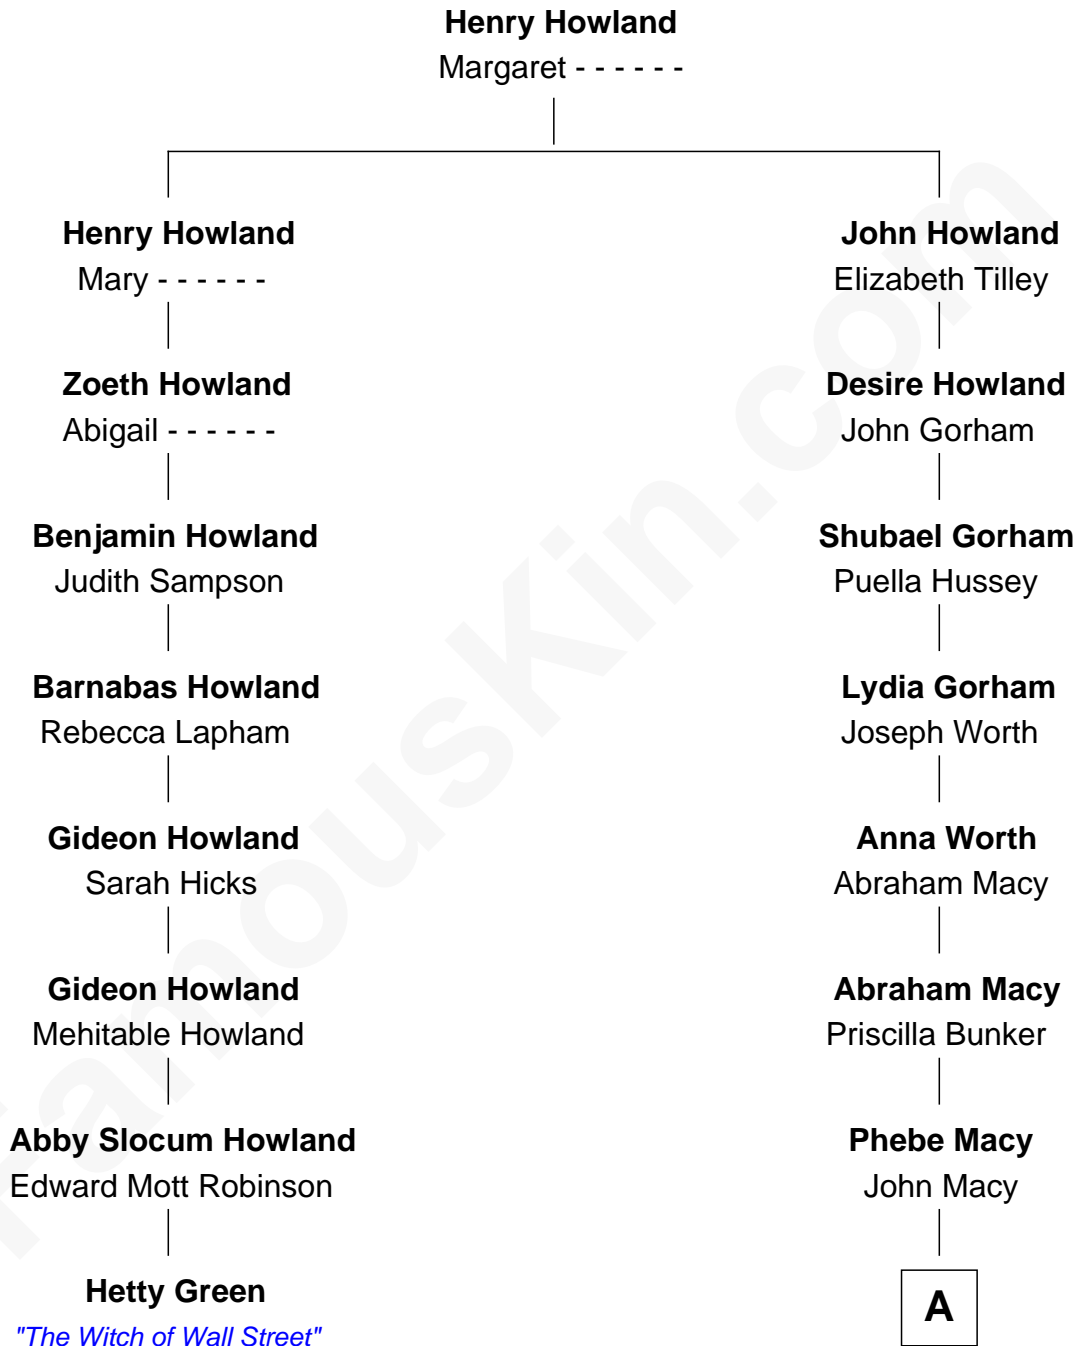 Henry Howland
Margaret - - - - - -
Henry Howland
Mary - - - - - -
John Howland
Elizabeth Tilley
Zoeth Howland
Abigail - - - - - -
Desire Howland
John Gorham
Benjamin Howland
Judith Sampson
Shubael Gorham
Puella Hussey
Barnabas Howland
Rebecca Lapham
Lydia Gorham
Joseph Worth
Gideon Howland
Sarah Hicks
Anna Worth
Abraham Macy
Gideon Howland
Mehitable Howland
Abraham Macy
Priscilla Bunker
Abby Slocum Howland
Edward Mott Robinson
Phebe Macy
John Macy
Hetty Green
"The Witch of Wall Street"
A
FamousKin.com